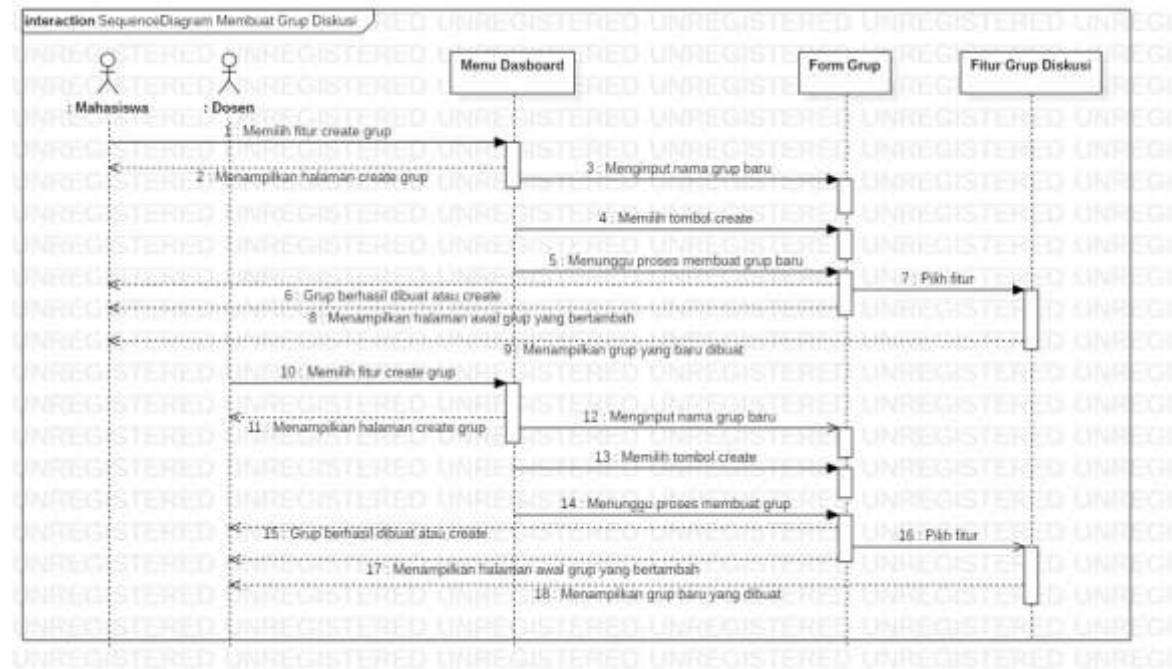 interaction SequenceDiagram Membuat Grup Diskusi
Menu Dasboard
Form Grup
Fitur Grup Diskusi
: Mahasiswa
: Dosen
1 : Memilih fitur create grup
2 : Menampilkan halaman create grup
3 : Menginput nama grup baru
4 : Memilih tombol create
5 : Menunggu proses membuat grup baru
6 : Grup berhasil dibuat atau create
7 : Pilih fitur
8 : Menampilkan halaman awal grup yang bertambah
9 : Menampilkan grup yang baru dibuat
10 : Memilih fitur create grup
11 : Menampilkan halaman create grup
12 : Menginput nama grup baru
13 : Memilih tombol create
14 : Menunggu proses membuat grup
15 : Grup berhasil dibuat atau create
16 : Pilih fitur
17 : Menampilkan halaman awal grup yang bertambah
18 : Menampilkan grup baru yang dibuat
UNREGISTERED